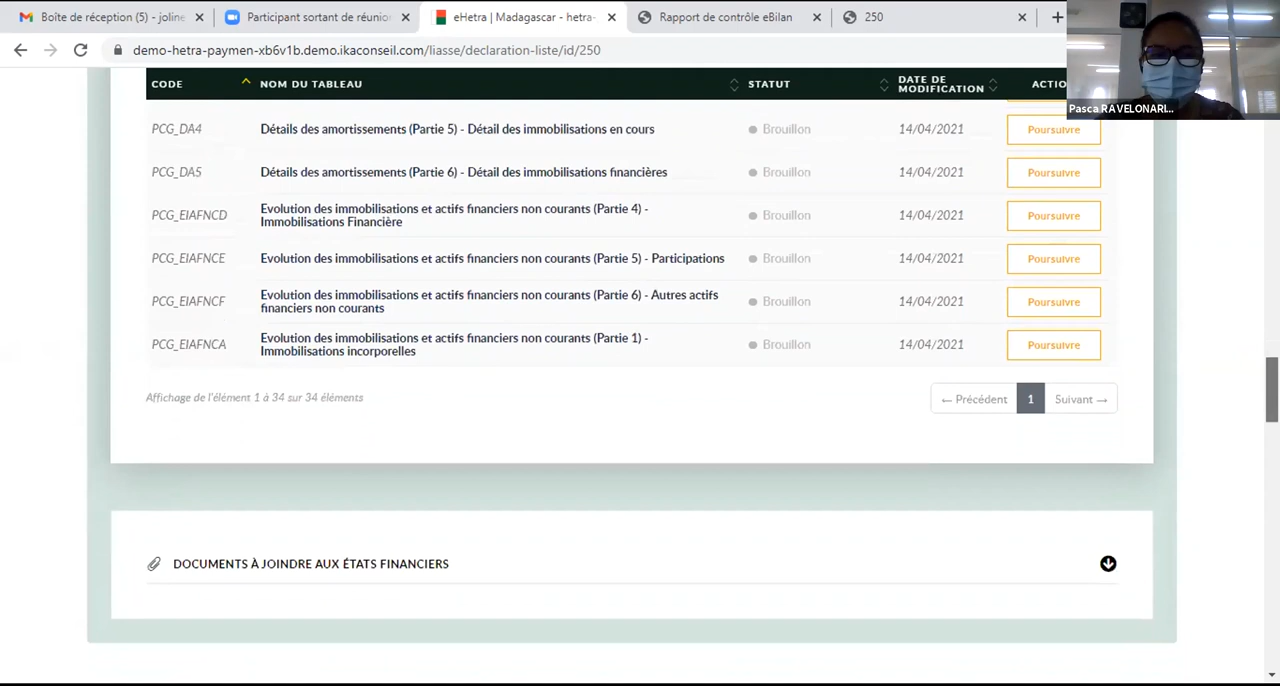 Boîte de réception (5) - joline
Participant sortant de réunio
eHetra | Madagascar - hetra-
Rapport de contrôle eBilan
250
demo-hetra-paymen-xb6v1b.demo.ikaconseil.com/liasse/declaration-liste/id/250
Pasca RAVELONARI...
CODE NOM DU TABLEAU STATUT DATE DE MODIFICATION ACTIO
PCG_DA4 Détails des amortissements (Partie 5) - Détail des immobilisations en cours Brouillon 14/04/2021 Poursuivre
PCG_DA5 Détails des amortissements (Partie 6) - Détail des immobilisations financières Brouillon 14/04/2021 Poursuivre
PCG_EIAFNCD Evolution des immobilisations et actifs financiers non courants (Partie 4) -
Immobilisations Financière Brouillon 14/04/2021 Poursuivre
PCG_EIAFNCE Evolution des immobilisations et actifs financiers non courants (Partie 5) - Participations Brouillon 14/04/2021 Poursuivre
PCG_EIAFNCF Evolution des immobilisations et actifs financiers non courants (Partie 6) - Autres actifs
financiers non courants Brouillon 14/04/2021 Poursuivre
PCG_EIAFNCA Evolution des immobilisations et actifs financiers non courants (Partie 1) -
Immobilisations incorporelles Brouillon 14/04/2021 Poursuivre
Affichage de l'élément 1 à 34 sur 34 éléments
← Précédent 1 Suivant →
DOCUMENTS À JOINDRE AUX ÉTATS FINANCIERS